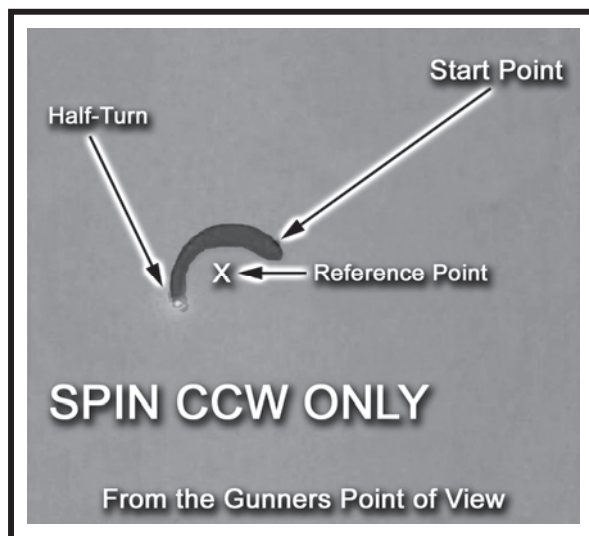 Start Point
Half-Turn
X
Reference Point
SPIN CCW ONLY
From the Gunners Point of View